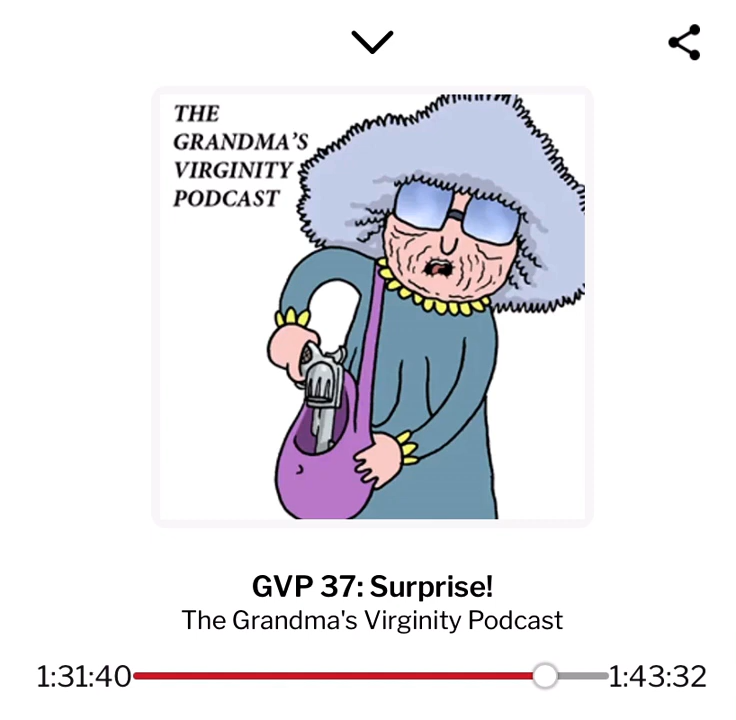 THE
GRANDMA'S
VIRGINITY
PODCAST
GVP 37: Surprise!
The Grandma's Virginity Podcast
1:31:40 1:43:32